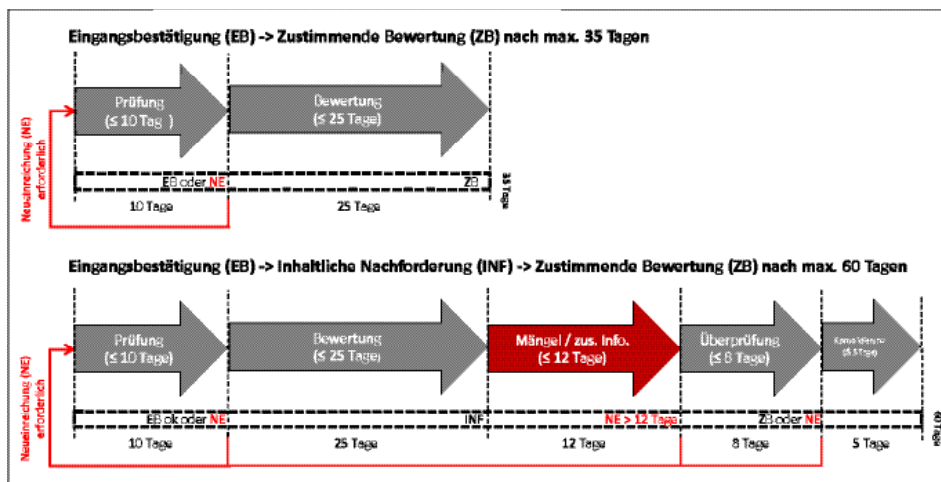 Eingangsbestätigung (EB) -> Zustimmende Bewertung (ZB) nach max. 35 Tagen
Neueinreichung (NE)
erforderlich
Prüfung
(≤ 10 Tag )
Bewertung
(≤ 25 Tage)
EB oder NE
ZB
35 Tage
10 Tage
25 Tage
Eingangsbestätigung (EB) -> Inhaltliche Nachforderung (INF) -> Zustimmende Bewertung (ZB) nach max. 60 Tagen
Neueinreichung (NE)
erforderlich
Prüfung
(≤ 10 Tage)
Bewertung
(≤ 25 Tage)
Mängel / zus. Info.
(≤ 12 Tage)
Überprüfung
(≤ 8 Tage)
(≤ 5 Tage)
EB ok oder NE
INF
NE > 12 Tage
ZB oder NE
60 Tage
10 Tage
25 Tage
12 Tage
8 Tage
5 Tage